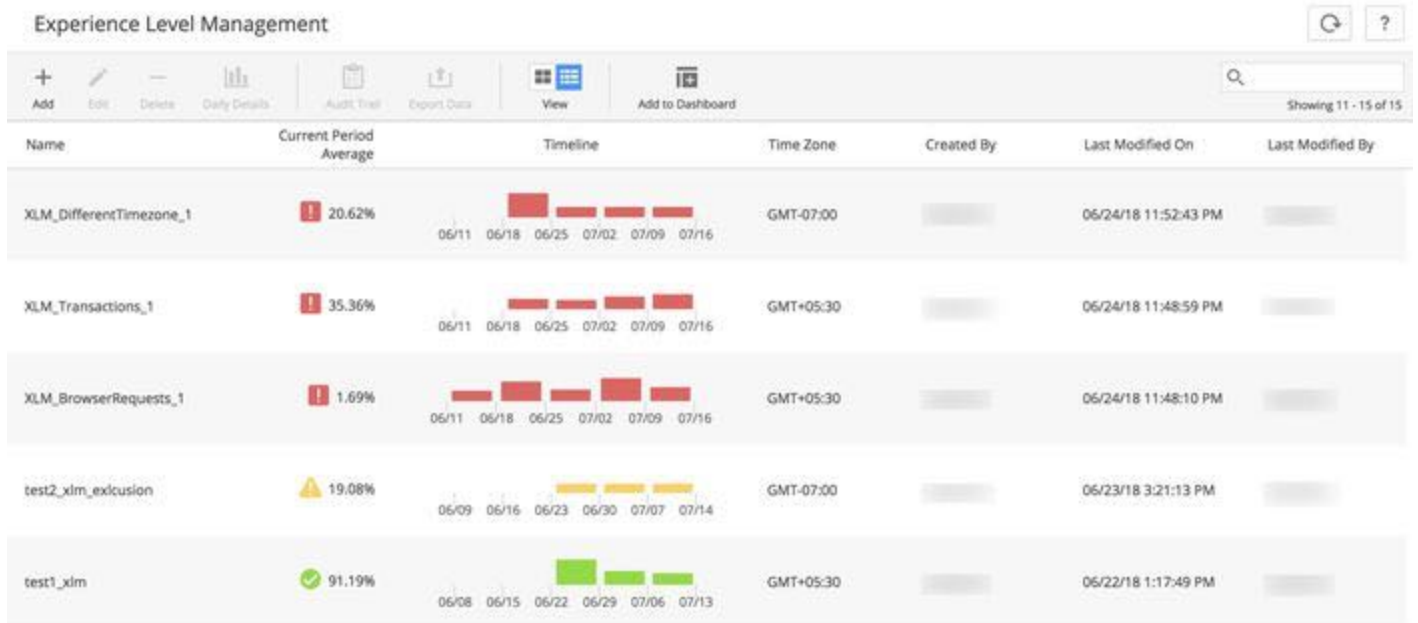 Experience Level Management
?
Add Edit Delete Daily Details Audit Trail Export Data View Add to Dashboard
Showing 11 - 15 of 15
Name Current Period Average Timeline Time Zone Created By Last Modified On Last Modified By
XLM_DifferentTimezone_1 20.62% GMT-07:00 06/24/18 11:52:43 PM
06/11 06/18 06/25 07/02 07/09 07/16
XLM_Transactions_1 35.36% GMT+05:30 06/24/18 11:48:59 PM
06/11 06/18 06/25 07/02 07/09 07/16
XLM_BrowserRequests_1 1.69% GMT+05:30 06/24/18 11:48:10 PM
06/11 06/18 06/25 07/02 07/09 07/16
test2_xlm_exlcusion 19.08% GMT-07:00 06/23/18 3:21:13 PM
06/09 06/16 06/23 06/30 07/07 07/14
test1_xlm 91.19% GMT+05:30 06/22/18 1:17:49 PM
06/08 06/15 06/22 06/29 07/06 07/13